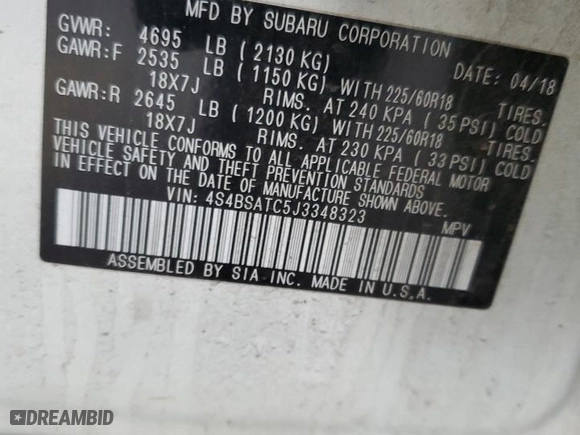 MFD BY SUBARU CORPORATION
GVWR: 4695 LB ( 2130 KG) DATE: 04/18
GAWR:F 2535 LB ( 1150 KG) WITH 225/60R18 TIRES.
18X7J RIMS. AT 240 KPA ( 35 PSI) COLD
GAWR:R 2645 LB ( 1200 KG) WITH 225/60R18 TIRES.
18X7J RIMS. AT 230 KPA ( 33 PSI) COLD
THIS VEHICLE CONFORMS TO ALL APPLICABLE FEDERAL MOTOR
VEHICLE SAFETY AND THEFT PREVENTION STANDARDS
IN EFFECT ON THE DATE OF MANUFACTURE SHOWN ABOVE.
VIN: 4S4BSATC5J3348323 MPV
ASSEMBLED BY SIA INC. MADE IN U.S.A.
DREAMBID